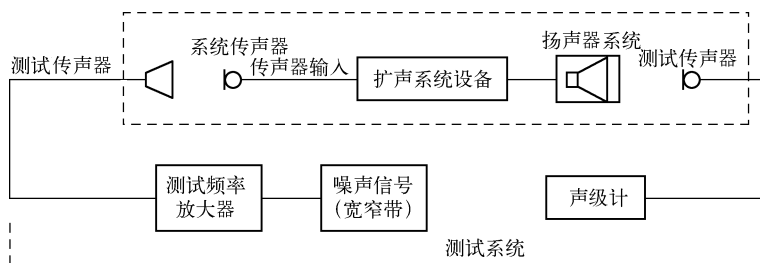 测试传声器
系统传声器
传声器输入
扩声系统设备
扬声器系统
测试传声器
测试频率
放大器
噪声信号
(宽窄带)
声级计
测试系统